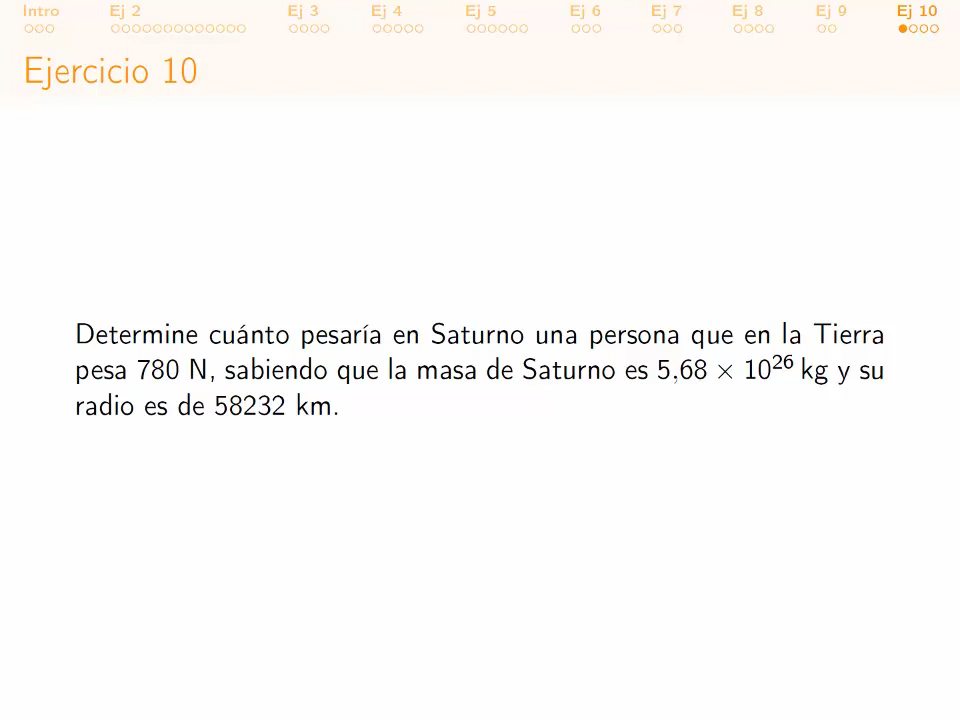 Intro Ej 2 Ej 3 Ej 4 Ej 5 Ej 6 Ej 7 Ej 8 Ej 9 Ej 10
Ejercicio 10
Determine cuánto pesaría en Saturno una persona que en la Tierra
pesa 780 N, sabiendo que la masa de Saturno es 5,68 × 10²⁶ kg y su
radio es de 58232 km.